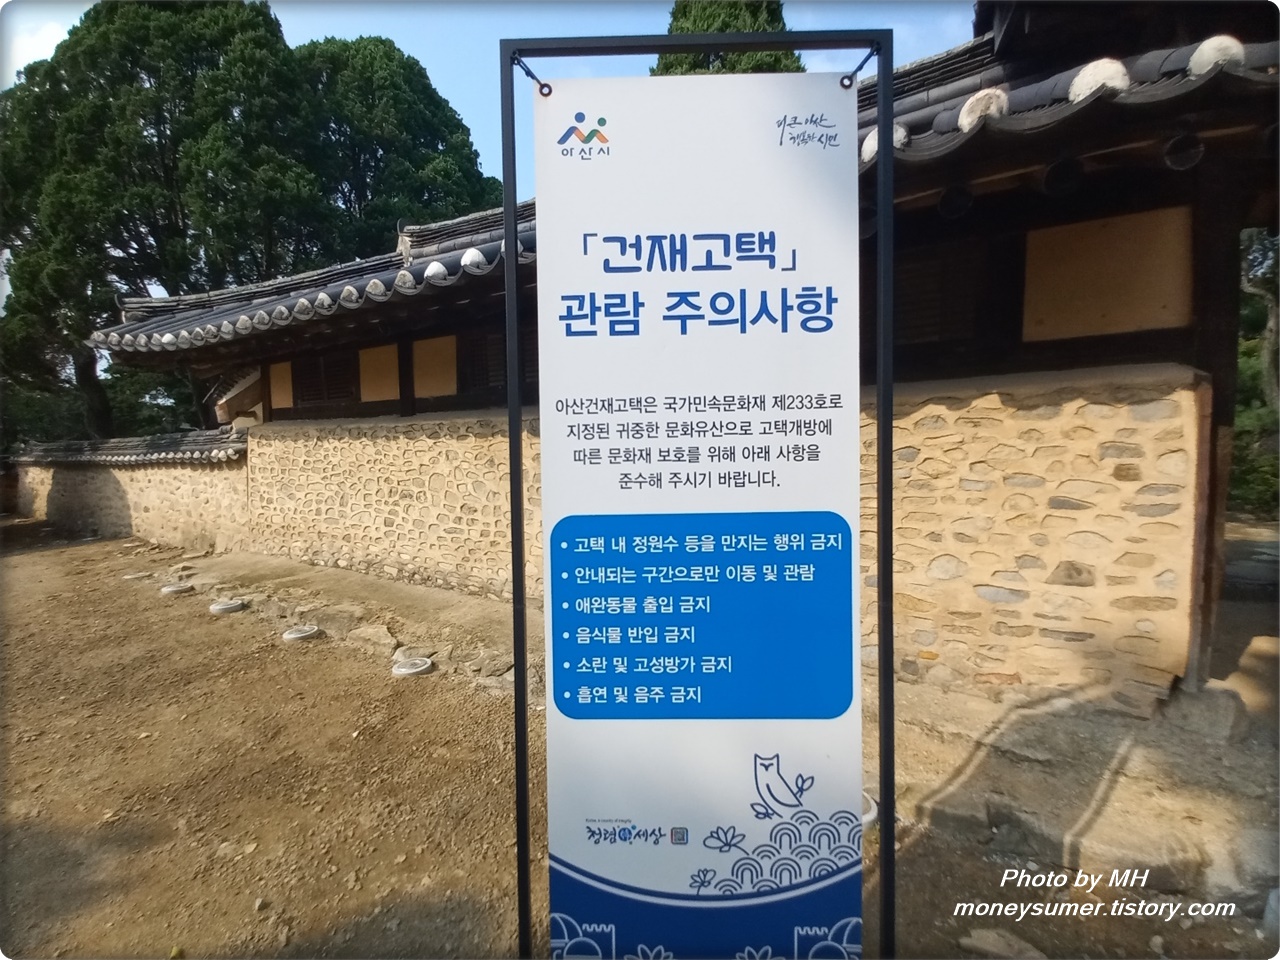 아산시
더 큰 아산
행복한 시민
「건재고택」
관람 주의사항
아산건재고택은 국가민속문화재 제233호로
지정된 귀중한 문화유산으로 고택개방에
따른 문화재 보호를 위해 아래 사항을
준수해 주시기 바랍니다.
• 고택 내 정원수 등을 만지는 행위 금지
• 안내되는 구간으로만 이동 및 관람
• 애완동물 출입 금지
• 음식물 반입 금지
• 소란 및 고성방가 금지
• 흡연 및 음주 금지
청렴 세상
Photo by MH
moneysumer.tistory.com